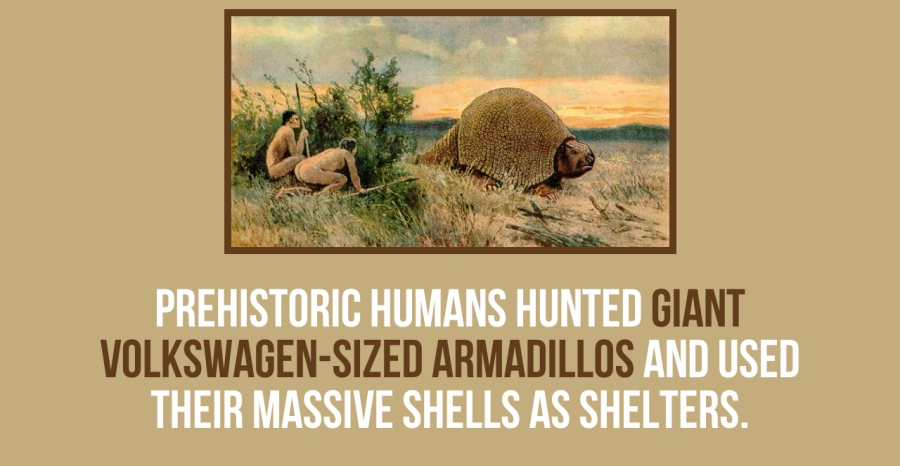 PREHISTORIC HUMANS HUNTED GIANT
VOLKSWAGEN-SIZED ARMADILLOS AND USED
THEIR MASSIVE SHELLS AS SHELTERS.